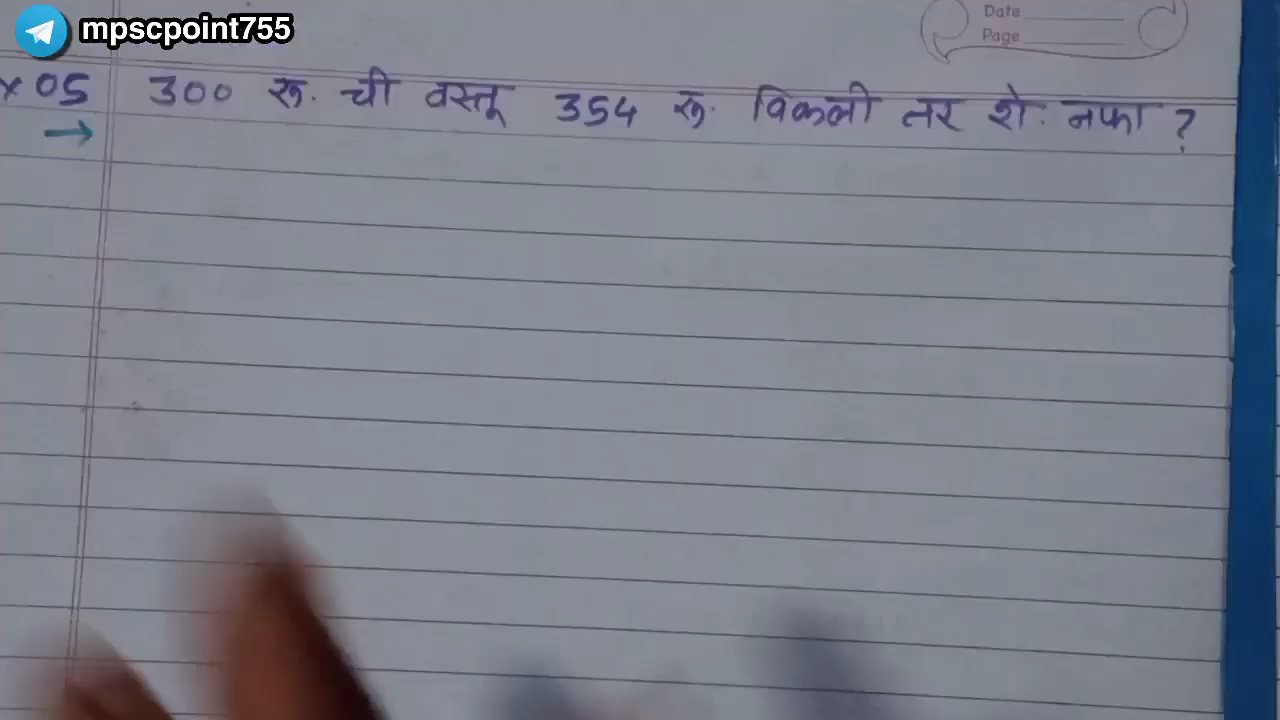 mpscpoint755
Date
Page
x 05 300 रु. ची वस्तू 354 रु. विकली तर शे. नफा ?
→